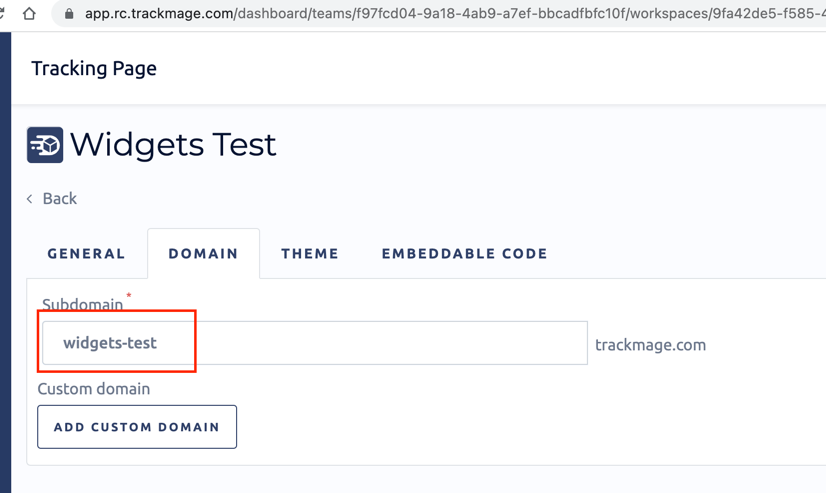 app.rc.trackmage.com/dashboard/teams/f97fcd04-9a18-4ab9-a7ef-bbcadfbfc10f/workspaces/9fa42de5-f585-4
Tracking Page
Widgets Test
Back
GENERAL DOMAIN THEME EMBEDDABLE CODE
Subdomain *
widgets-test trackmage.com
Custom domain
ADD CUSTOM DOMAIN